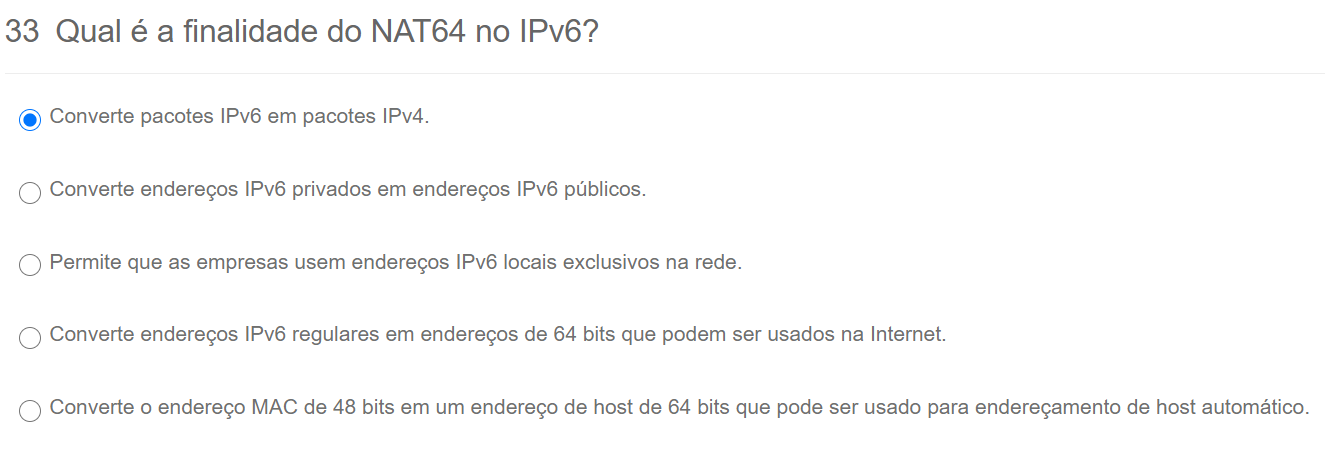 33 Qual é a finalidade do NAT64 no IPv6?
Converte pacotes IPv6 em pacotes IPv4.
Converte endereços IPv6 privados em endereços IPv6 públicos.
Permite que as empresas usem endereços IPv6 locais exclusivos na rede.
Converte endereços IPv6 regulares em endereços de 64 bits que podem ser usados na Internet.
Converte o endereço MAC de 48 bits em um endereço de host de 64 bits que pode ser usado para endereçamento de host automático.